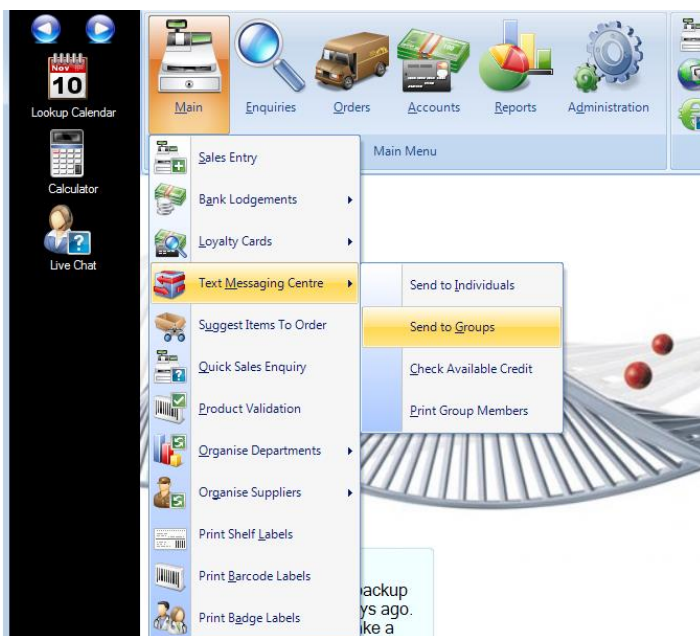 Nov
10
Lookup Calendar
Calculator
Live Chat
Main
Enquiries
Orders
Accounts
Reports
Administration
Main Menu
Sales Entry
Bank Lodgements
Loyalty Cards
Text Messaging Centre
Suggest Items To Order
Quick Sales Enquiry
Product Validation
Organise Departments
Organise Suppliers
Print Shelf Labels
Print Barcode Labels
Print Badge Labels
Send to Individuals
Send to Groups
Check Available Credit
Print Group Members
backup
ys ago.
ke a